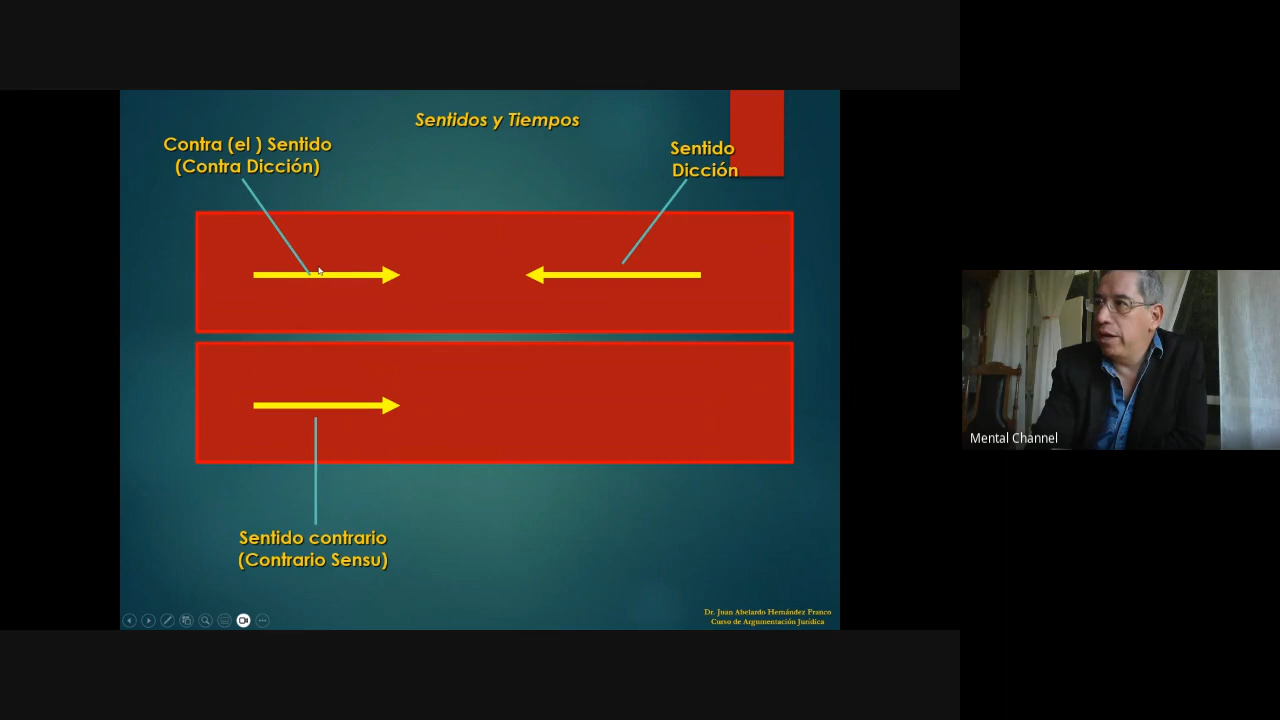 Sentidos y Tiempos
Contra (el ) Sentido
(Contra Dicción)
Sentido
Dicción
Sentido contrario
(Contrario Sensu)
Dr. Juan Abelardo Hernández Franco
Curso de Argumentación Jurídica
Mental Channel